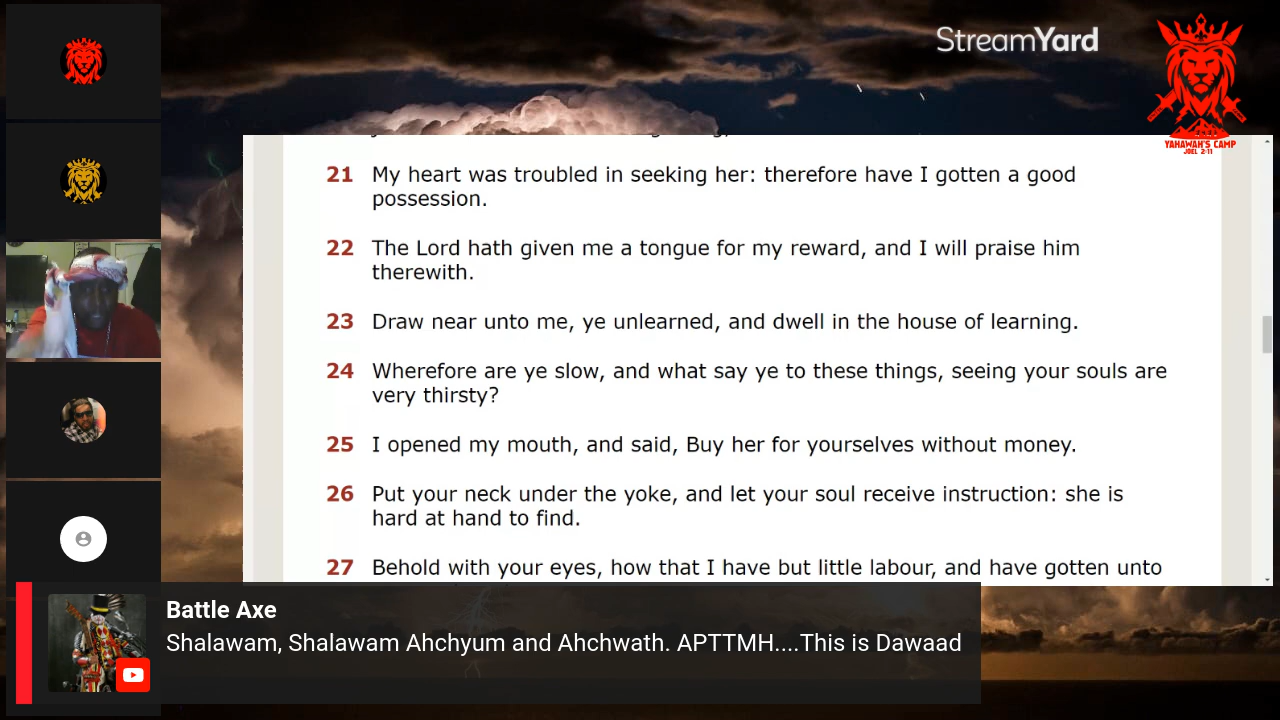 StreamYard
YAHAWAH'S CAMP
JOEL 2:11
21 My heart was troubled in seeking her: therefore have I gotten a good
possession.
22 The Lord hath given me a tongue for my reward, and I will praise him
therewith.
23 Draw near unto me, ye unlearned, and dwell in the house of learning.
24 Wherefore are ye slow, and what say ye to these things, seeing your souls are
very thirsty?
25 I opened my mouth, and said, Buy her for yourselves without money.
26 Put your neck under the yoke, and let your soul receive instruction: she is
hard at hand to find.
27 Behold with your eyes, how that I have but little labour, and have gotten unto
Battle Axe
Shalawam, Shalawam Ahchyum and Ahchwath. APTTMH....This is Dawaad